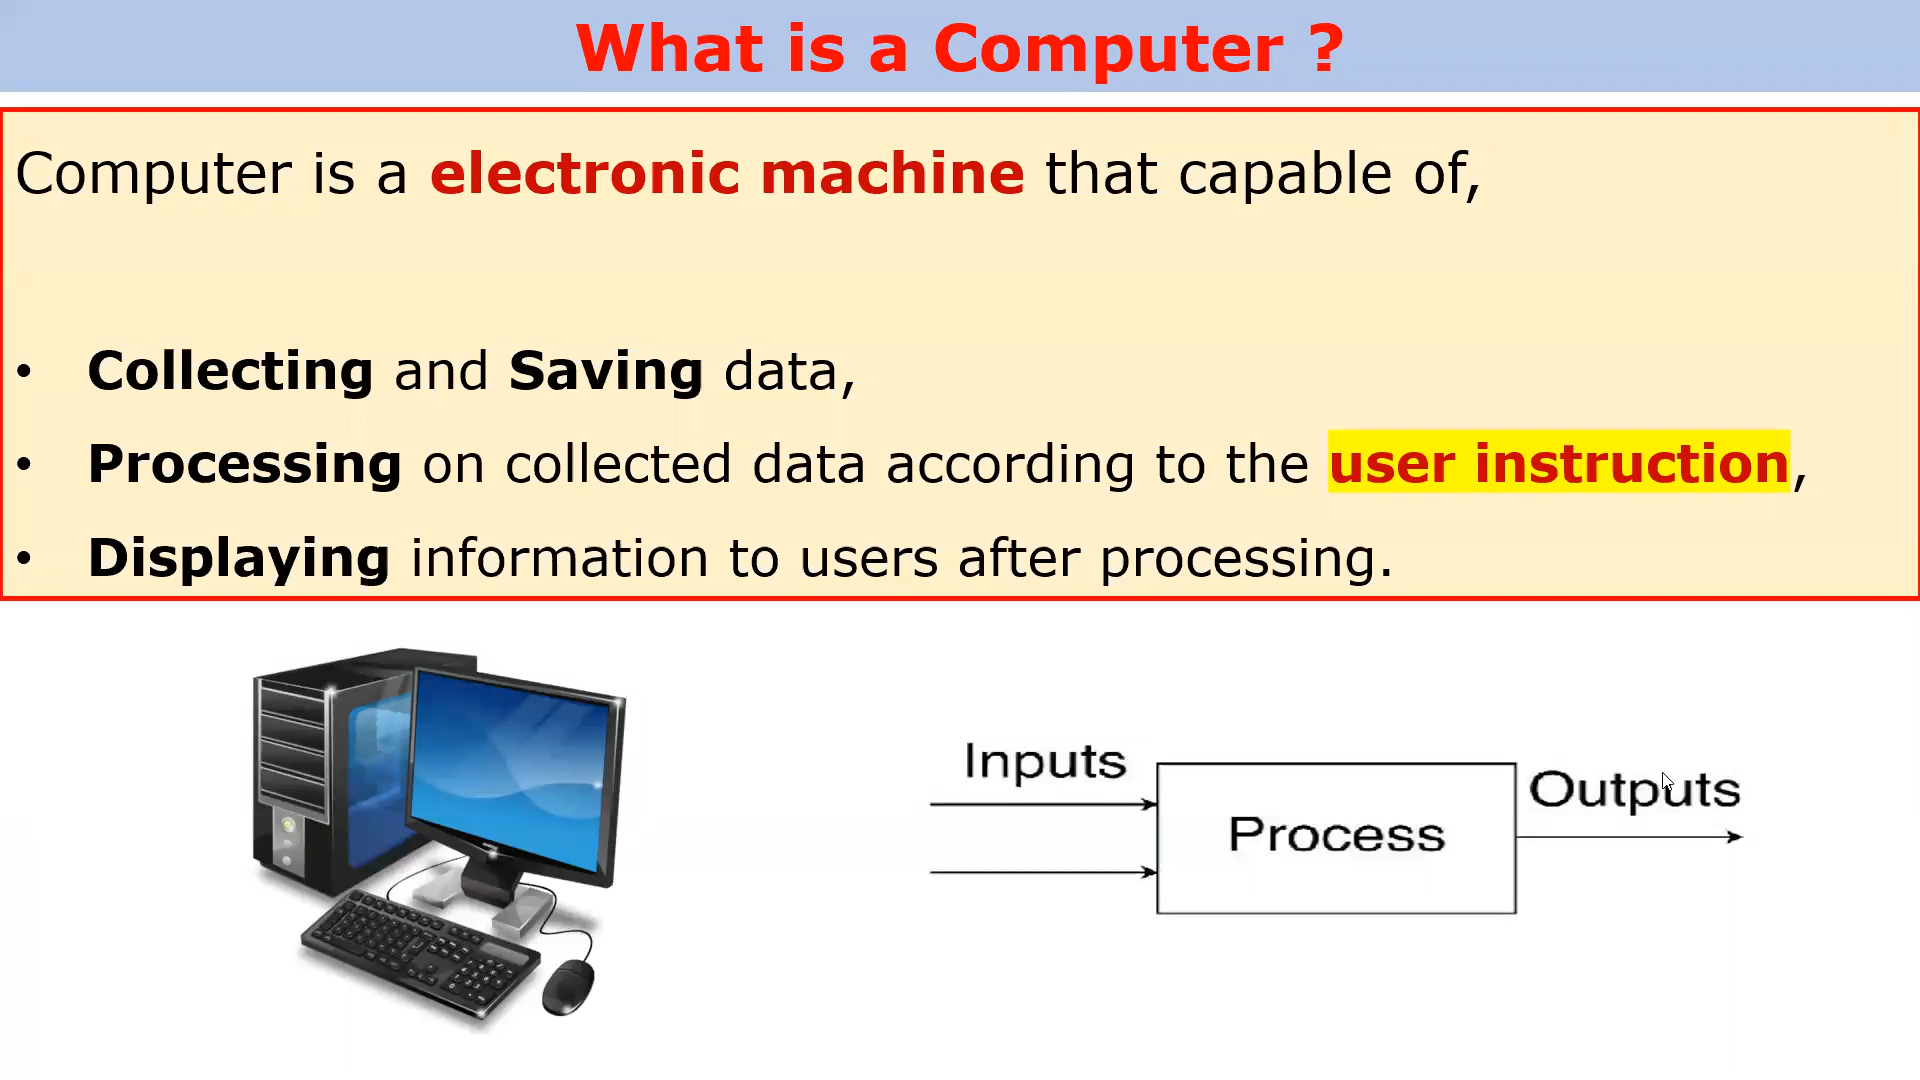 What is a Computer ?
Computer is a electronic machine that capable of,
• Collecting and Saving data,
• Processing on collected data according to the user instruction,
• Displaying information to users after processing.
Inputs
Process
Outputs